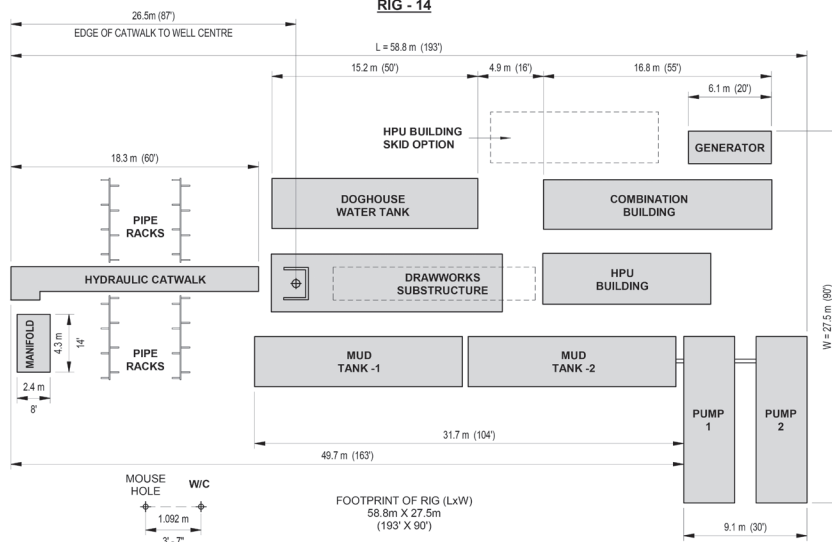 RIG - 14
26.5m (87')
EDGE OF CATWALK TO WELL CENTRE
L = 58.8 m (193')
15.2 m (50')
4.9 m (16')
16.8 m (55')
6.1 m (20')
HPU BUILDING
SKID OPTION
GENERATOR
18.3 m (60')
PIPE
RACKS
DOGHOUSE
WATER TANK
COMBINATION
BUILDING
HYDRAULIC CATWALK
DRAWWORKS
SUBSTRUCTURE
HPU
BUILDING
W = 27.5 m (90')
MANIFOLD
4.3 m
14'
PIPE
RACKS
MUD
TANK -1
MUD
TANK -2
2.4 m
8'
PUMP
1
PUMP
2
31.7 m (104')
49.7 m (163')
MOUSE
HOLE
W/C
1.092 m
3' - 7"
FOOTPRINT OF RIG (LxW)
58.8m X 27.5m
(193' X 90')
9.1 m (30')